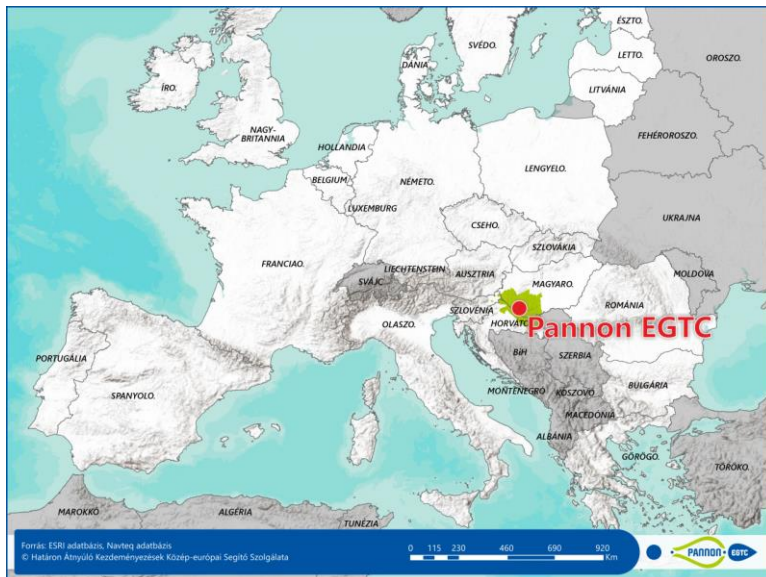 ÉSZTO.
SVÉDO.
LETTO.
OROSZO.
DÁNIA
LITVÁNIA
ÍRO.
NAGY-
BRITANNIA
FEHÉROROSZO.
HOLLANDIA
LENGYELO.
BELGIUM
NÉMETO.
LUXEMBURG
UKRAJNA
CSEHO.
SZLOVÁKIA
FRANCIAO.
LIECHTENSTEIN
AUSZTRIA
MOLDOVA
SVÁJC
MAGYARO.
ROMÁNIA
SZLOVÉNIA
HORVÁTO.
Pannon EGTC
OLASZO.
BiH
SZERBIA
PORTUGÁLIA
SPANYOLO.
MONTENEGRO
KOSZOVÓ
BULGÁRIA
MACEDÓNIA
ALBÁNIA
GÖRÖGO.
TÖRÖKO.
MAROKKÓ
ALGÉRIA
TUNÉZIA
Forrás: ESRI adatbázis, Navteq adatbázis
© Határon Átnyúló Kezdeményezések Közép-európai Segítő Szolgálata
0 115 230 460 690 920
Km
PANNON EGTC